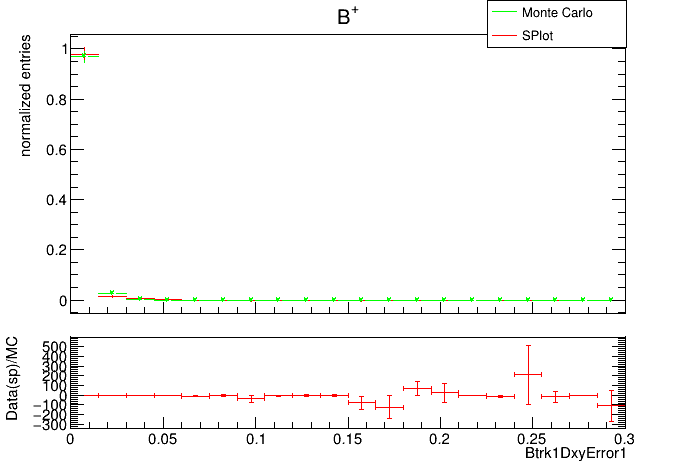 B+
Monte Carlo
SPlot
normalized entries
1
0.8
0.6
0.4
0.2
0
Data(sp)/MC
500
400
300
200
100
0
−100
−200
−300
0 0.05 0.1 0.15 0.2 0.25 0.3
Btrk1DxyError1